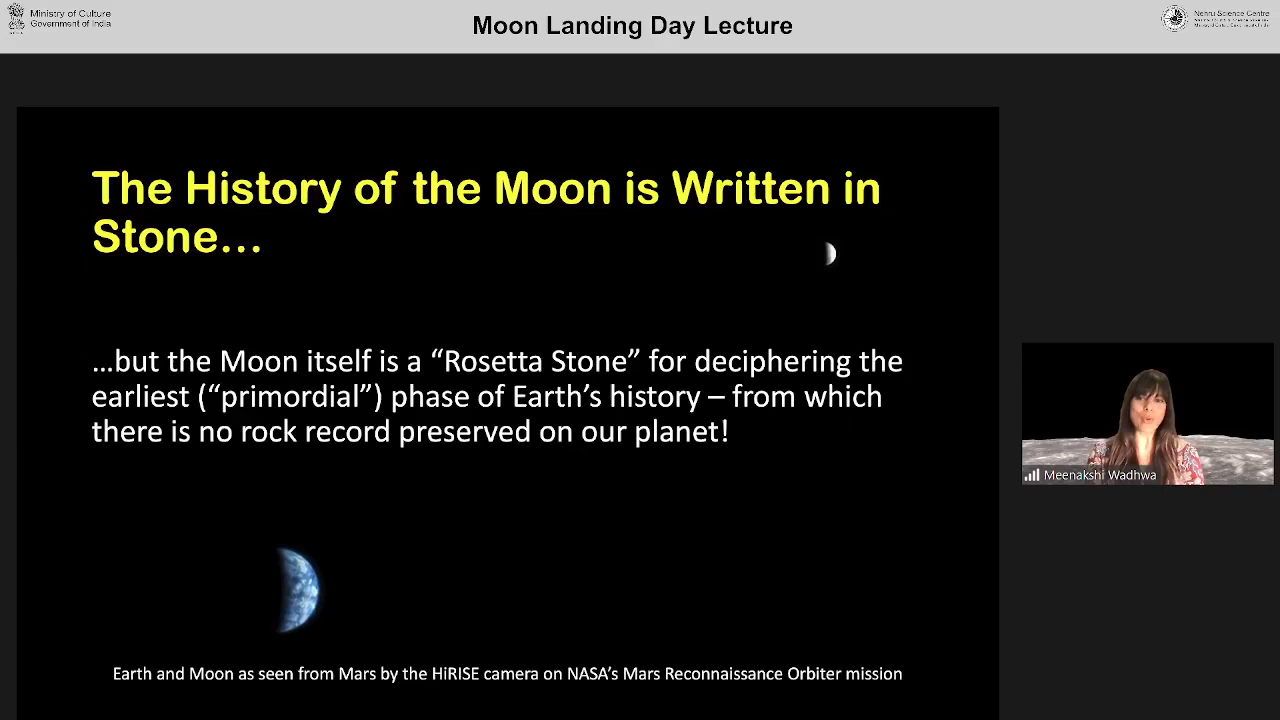 Ministry of Culture
Government of India
Moon Landing Day Lecture
Nehru Science Centre
The History of the Moon is Written in
Stone…
…but the Moon itself is a “Rosetta Stone” for deciphering the
earliest (“primordial”) phase of Earth’s history – from which
there is no rock record preserved on our planet!
Meenakshi Wadhwa
Earth and Moon as seen from Mars by the HiRISE camera on NASA’s Mars Reconnaissance Orbiter mission